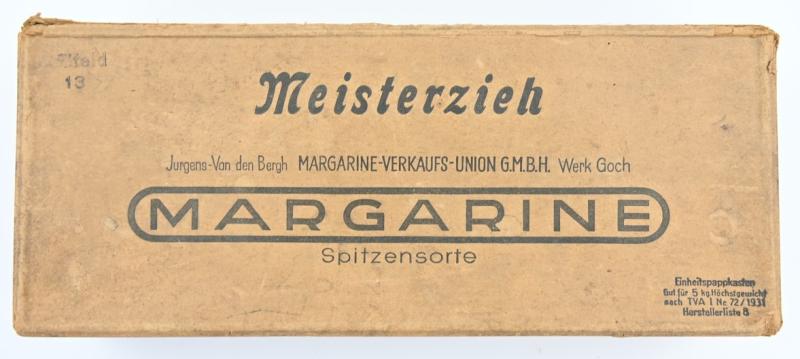 13
Meisterzieh
Jurgens-Van den Bergh MARGARINE-VERKAUFS-UNION G.M.B.H. Werk Goch
MARGARINE
Spitzensorte
Einheitspappkasten
Gut für 5 kg Höchstgewicht
nach TVA I Nr. 72/1931
Herstellerliste B